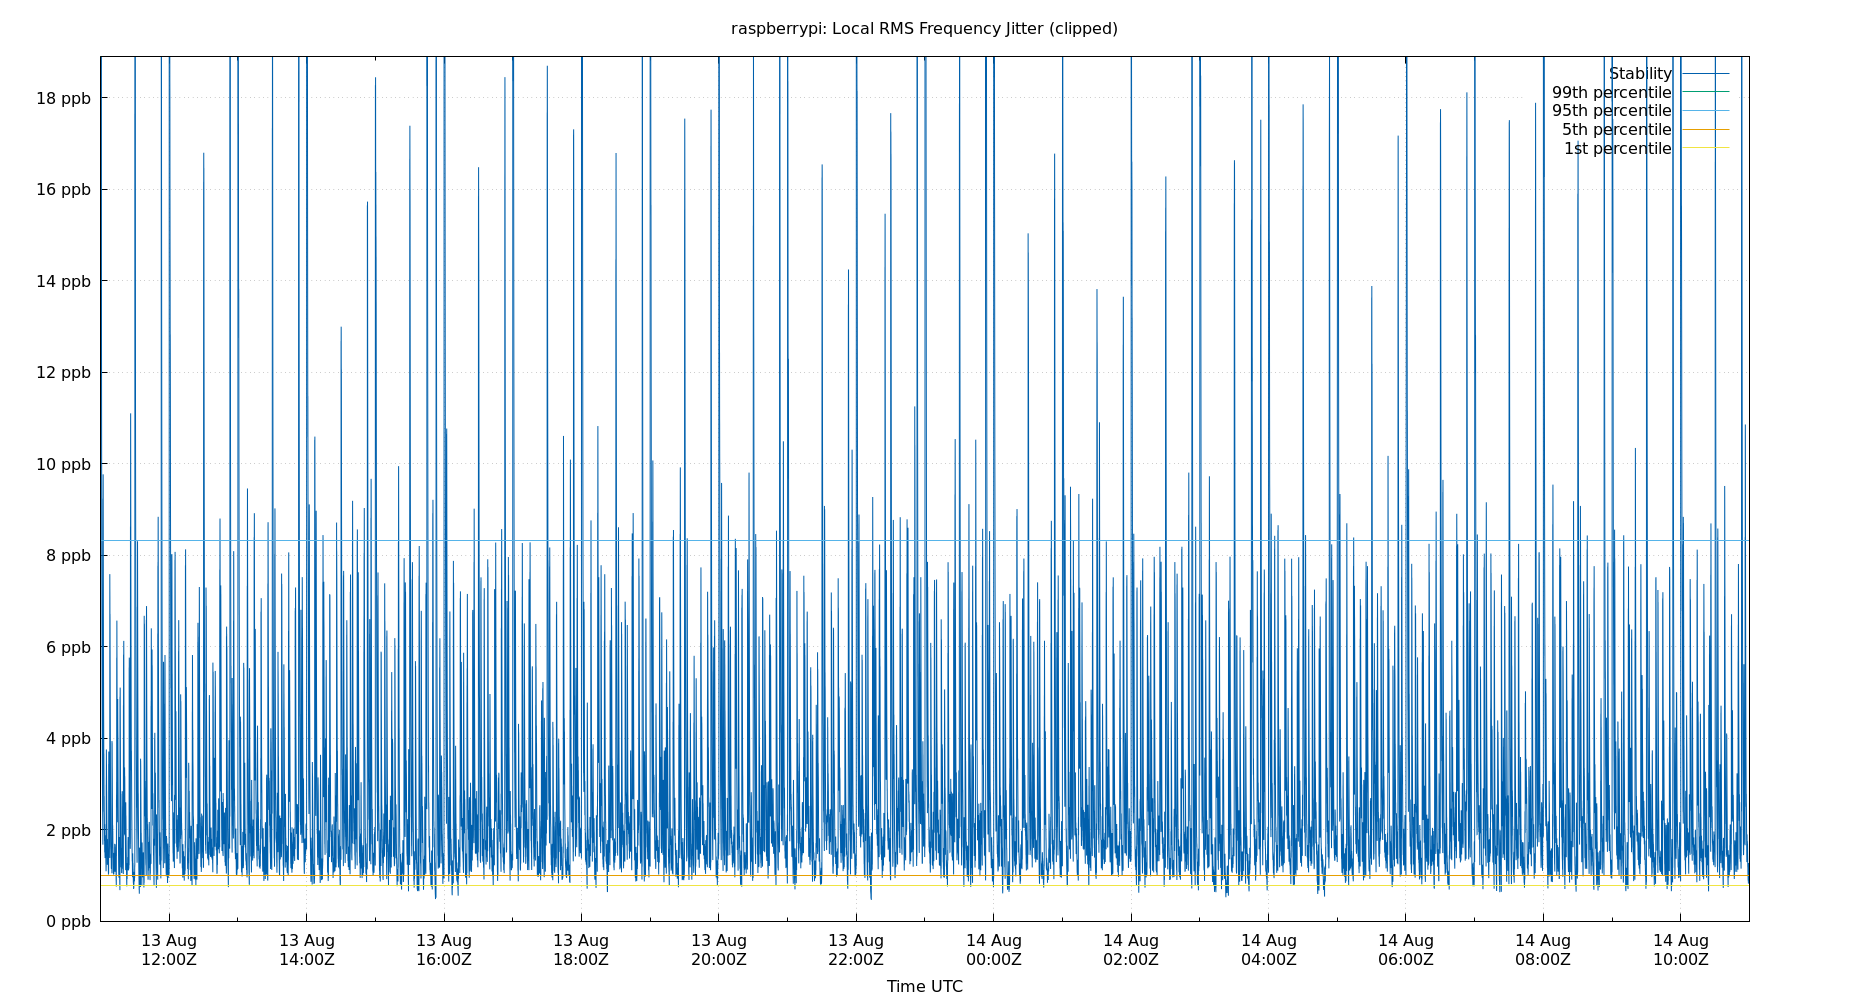 raspberrypi: Local RMS Frequency Jitter (clipped)
18 ppb
16 ppb
14 ppb
12 ppb
10 ppb
8 ppb
6 ppb
4 ppb
2 ppb
0 ppb
Stability
99th percentile
95th percentile
5th percentile
1st percentile
13 Aug
12:00Z
13 Aug
14:00Z
13 Aug
16:00Z
13 Aug
18:00Z
13 Aug
20:00Z
13 Aug
22:00Z
14 Aug
00:00Z
14 Aug
02:00Z
14 Aug
04:00Z
14 Aug
06:00Z
14 Aug
08:00Z
14 Aug
10:00Z
Time UTC